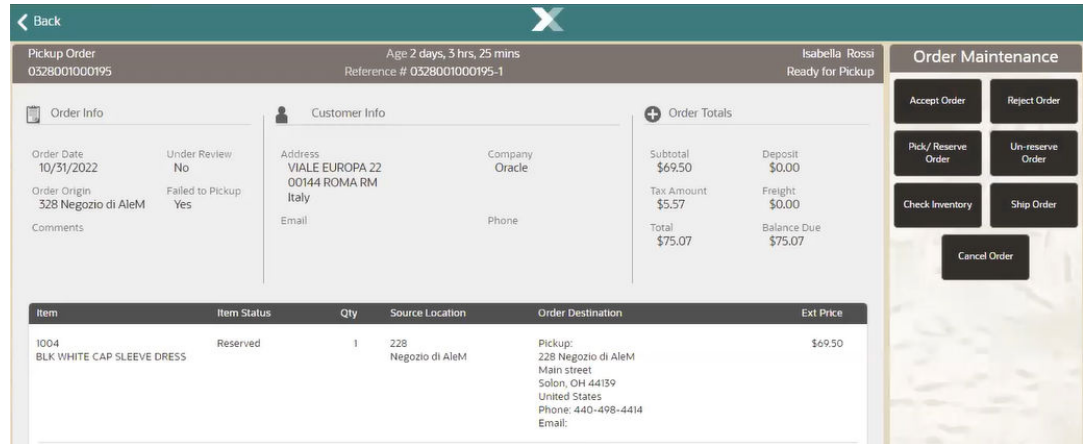 Back
Pickup Order
0328001000195
Age 2 days, 3 hrs, 25 mins
Reference # 0328001000195-1
Isabella Rossi
Ready for Pickup
Order Maintenance
Accept Order
Reject Order
Pick/ Reserve
Order
Un-reserve
Order
Check Inventory
Ship Order
Cancel Order
Order Info
Order Date
10/31/2022
Under Review
No
Order Origin
328 Negozio di AleM
Failed to Pickup
Yes
Comments
Customer Info
Address
VIALE EUROPA 22
00144 ROMA RM
Italy
Company
Oracle
Email
Phone
Order Totals
Subtotal
$69.50
Deposit
$0.00
Tax Amount
$5.57
Freight
$0.00
Total
$75.07
Balance Due
$75.07
Item Item Status Qty Source Location Order Destination Ext Price
1004 Reserved 1 228 Pickup: $69.50
BLK WHITE CAP SLEEVE DRESS Negozio di AleM 228 Negozio di AleM
Main street
Solon, OH 44139
United States
Phone: 440-498-4414
Email: